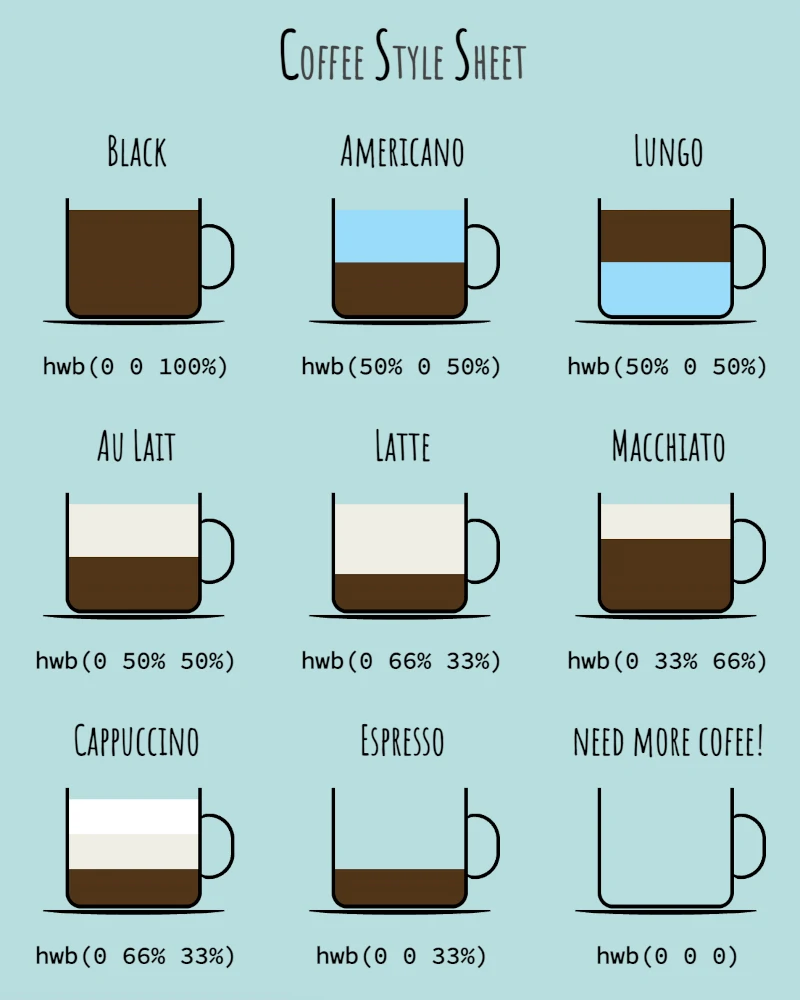 Coffee Style Sheet
Black
Americano
Lungo
hwb(0 0 100%)
hwb(50% 0 50%)
hwb(50% 0 50%)
Au Lait
Latte
Macchiato
hwb(0 50% 50%)
hwb(0 66% 33%)
hwb(0 33% 66%)
Cappuccino
Espresso
need more cofee!
hwb(0 66% 33%)
hwb(0 0 33%)
hwb(0 0 0)